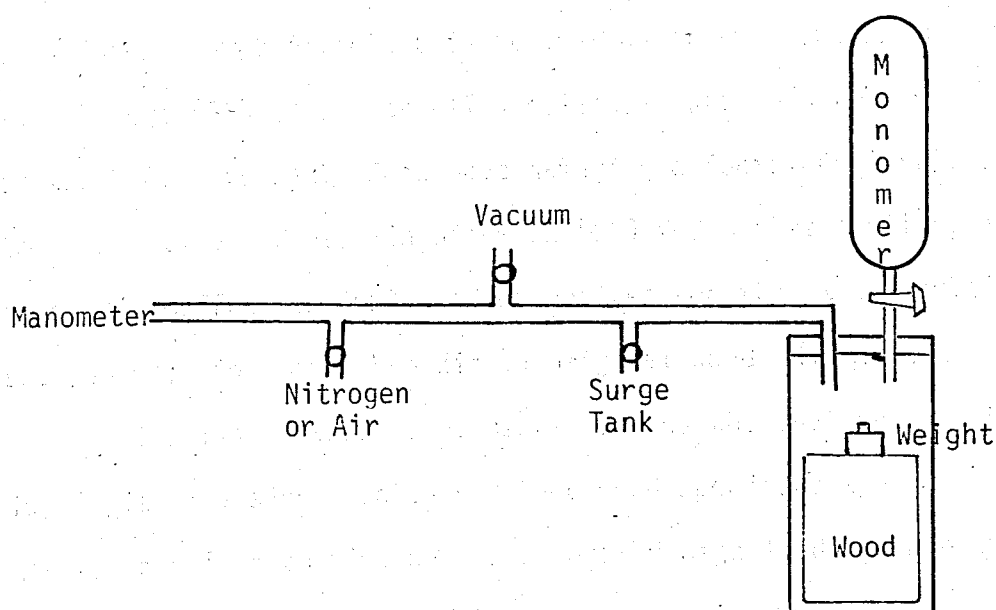 Monomer
Vacuum
Manometer
Nitrogen
or Air
Surge
Tank
Weight
Wood